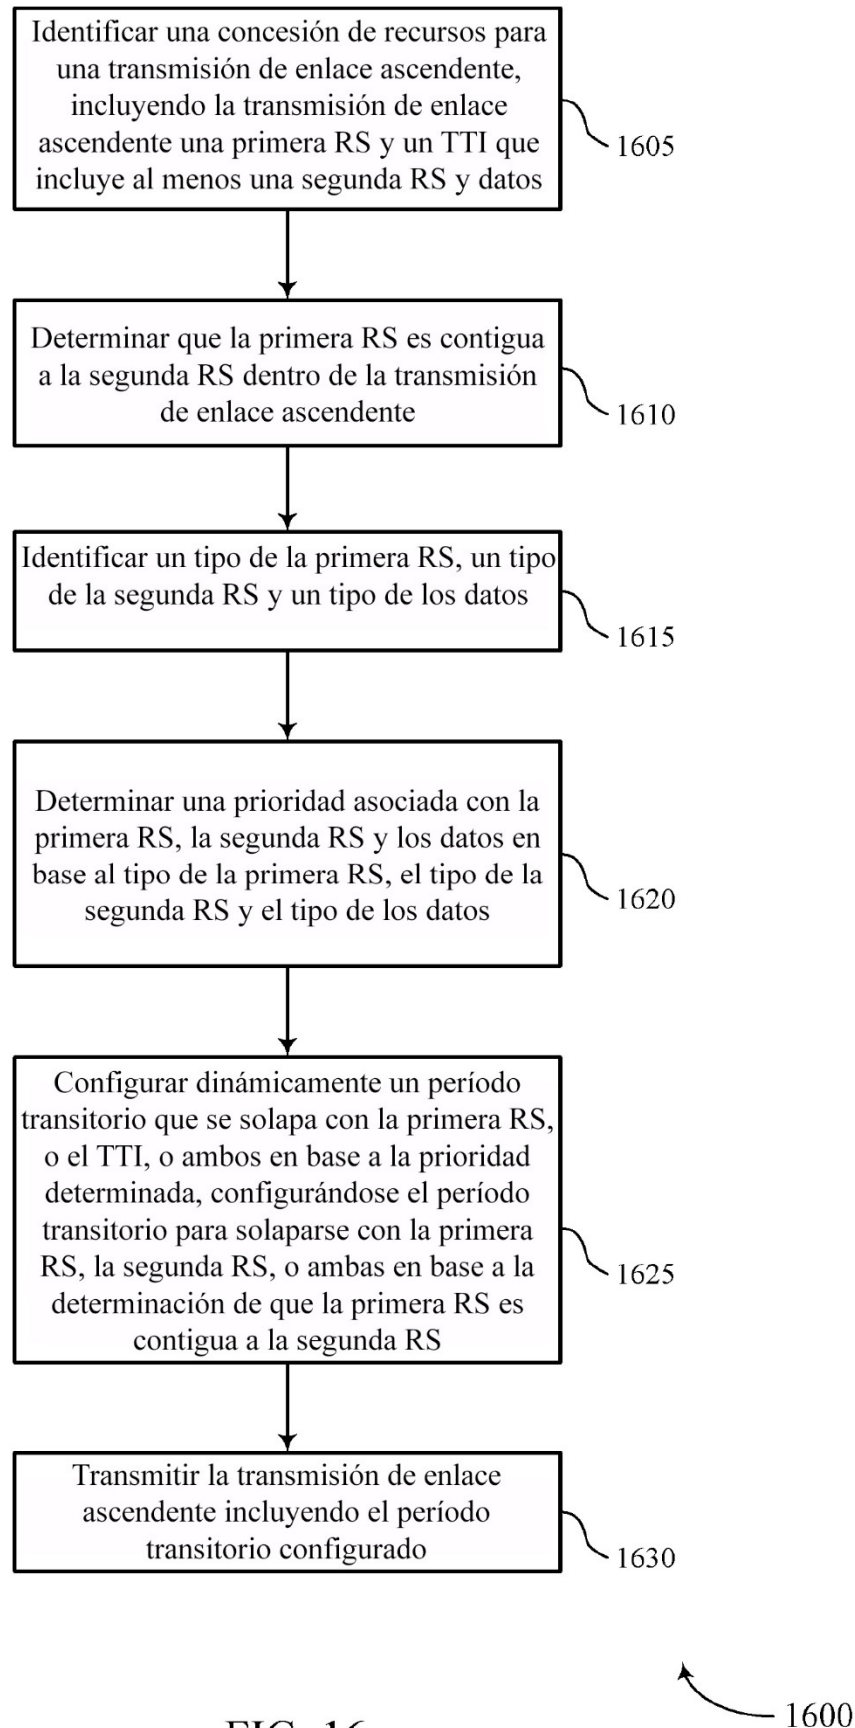 Identificar una concesión de recursos para
una transmisión de enlace ascendente,
incluyendo la transmisión de enlace
ascendente una primera RS y un TTI que
incluye al menos una segunda RS y datos
1605
Determinar que la primera RS es contigua
a la segunda RS dentro de la transmisión
de enlace ascendente
1610
Identificar un tipo de la primera RS, un tipo
de la segunda RS y un tipo de los datos
1615
Determinar una prioridad asociada con la
primera RS, la segunda RS y los datos en
base al tipo de la primera RS, el tipo de la
segunda RS y el tipo de los datos
1620
Configurar dinámicamente un período
transitorio que se solapa con la primera RS,
o el TTI, o ambos en base a la prioridad
determinada, configurándose el período
transitorio para solaparse con la primera
RS, la segunda RS, o ambas en base a la
determinación de que la primera RS es
contigua a la segunda RS
1625
Transmitir la transmisión de enlace
ascendente incluyendo el período
transitorio configurado
1630
1600
FIG. 16